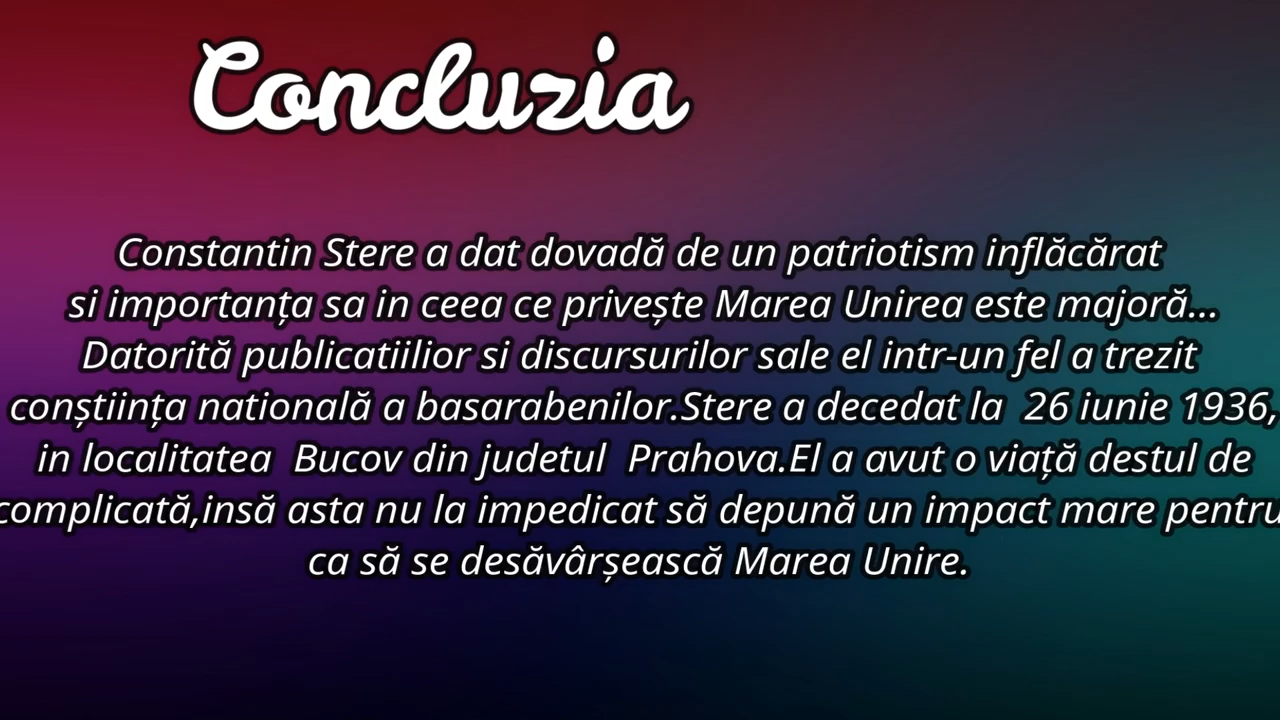 Concluzia
Constantin Stere a dat dovadă de un patriotism inflăcărat
si importanța sa in ceea ce privește Marea Unirea este majoră...
Datorită publicatiilior si discursurilor sale el intr-un fel a trezit
conștiința natională a basarabenilor.Stere a decedat la  26 iunie 1936,
in localitatea  Bucov din judetul  Prahova.El a avut o viață destul de
complicată,insă asta nu la impedicat să depună un impact mare pentru
ca să se desăvârșească Marea Unire.